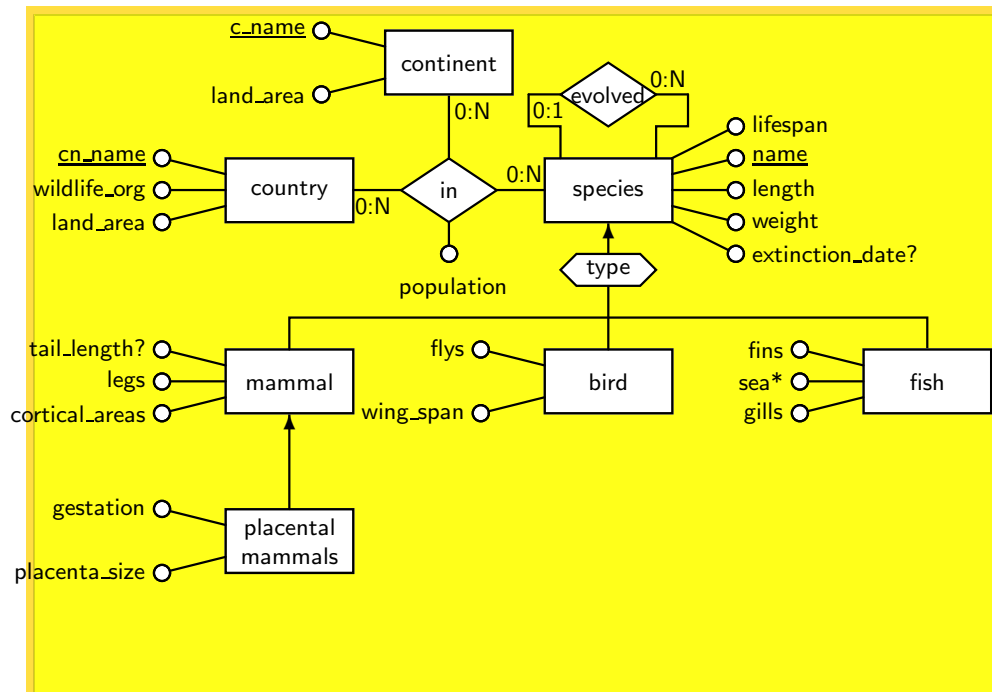 c_name
continent
land_area
0:N
evolved
0:N
0:1
lifespan
cn_name
name
wildlife_org
country
0:N
in
0:N
species
length
land_area
weight
population
type
extinction_date?
tail_length?
flys
fins
legs
mammal
bird
sea*
fish
cortical_areas
wing_span
gills
gestation
placental
mammals
placenta_size